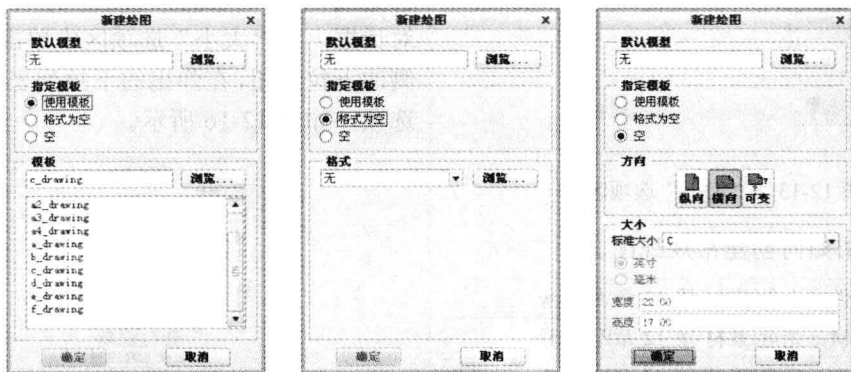 新建绘图 x
默认模型
无 浏览...
指定模板
使用模板
格式为空
空
模板
c_drawing 浏览...
a2_drawing
a3_drawing
a4_drawing
a_drawing
b_drawing
c_drawing
d_drawing
e_drawing
f_drawing
确定 取消
新建绘图 x
默认模型
无 浏览...
指定模板
使用模板
格式为空
空
格式
无 浏览...
确定 取消
新建绘图 x
默认模型
无 浏览...
指定模板
使用模板
格式为空
空
方向
纵向 横向 可变
大小
标准大小 C
英寸
毫米
宽度 22.00
高度 17.00
确定 取消